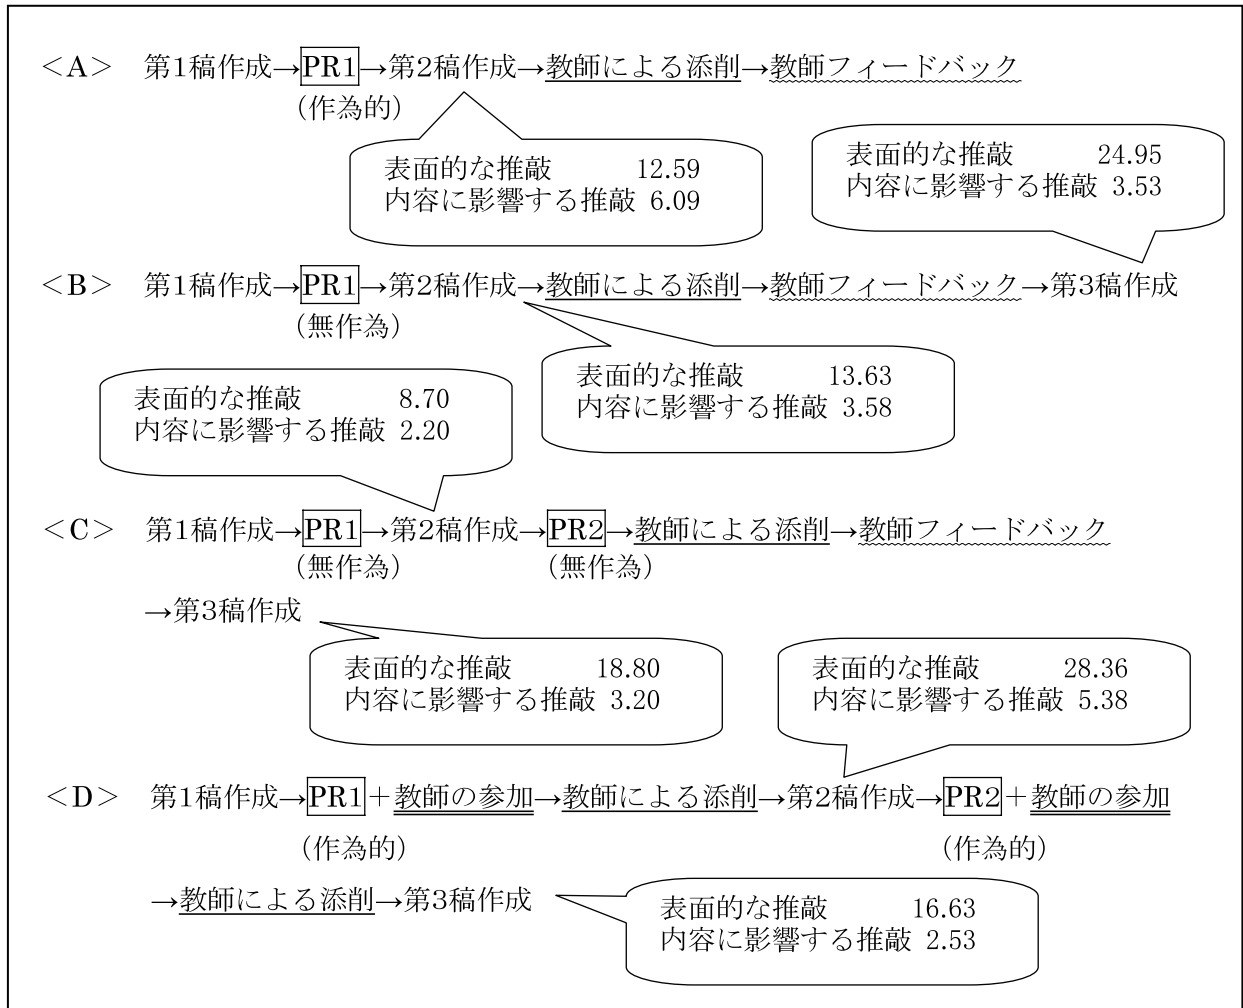 <A> 第1稿作成→PR1→第2稿作成→教師による添削→教師フィードバック
(作為的)
表面的な推敲 12.59
内容に影響する推敲 6.09
表面的な推敲 24.95
内容に影響する推敲 3.53
<B> 第1稿作成→PR1→第2稿作成→教師による添削→教師フィードバック→第3稿作成
(無作為)
表面的な推敲 13.63
内容に影響する推敲 3.58
表面的な推敲 8.70
内容に影響する推敲 2.20
<C> 第1稿作成→PR1→第2稿作成→PR2→教師による添削→教師フィードバック
(無作為) (無作為)
→第3稿作成
表面的な推敲 18.80
内容に影響する推敲 3.20
表面的な推敲 28.36
内容に影響する推敲 5.38
<D> 第1稿作成→PR1+教師の参加→教師による添削→第2稿作成→PR2+教師の参加
(作為的) (作為的)
→教師による添削→第3稿作成
表面的な推敲 16.63
内容に影響する推敲 2.53